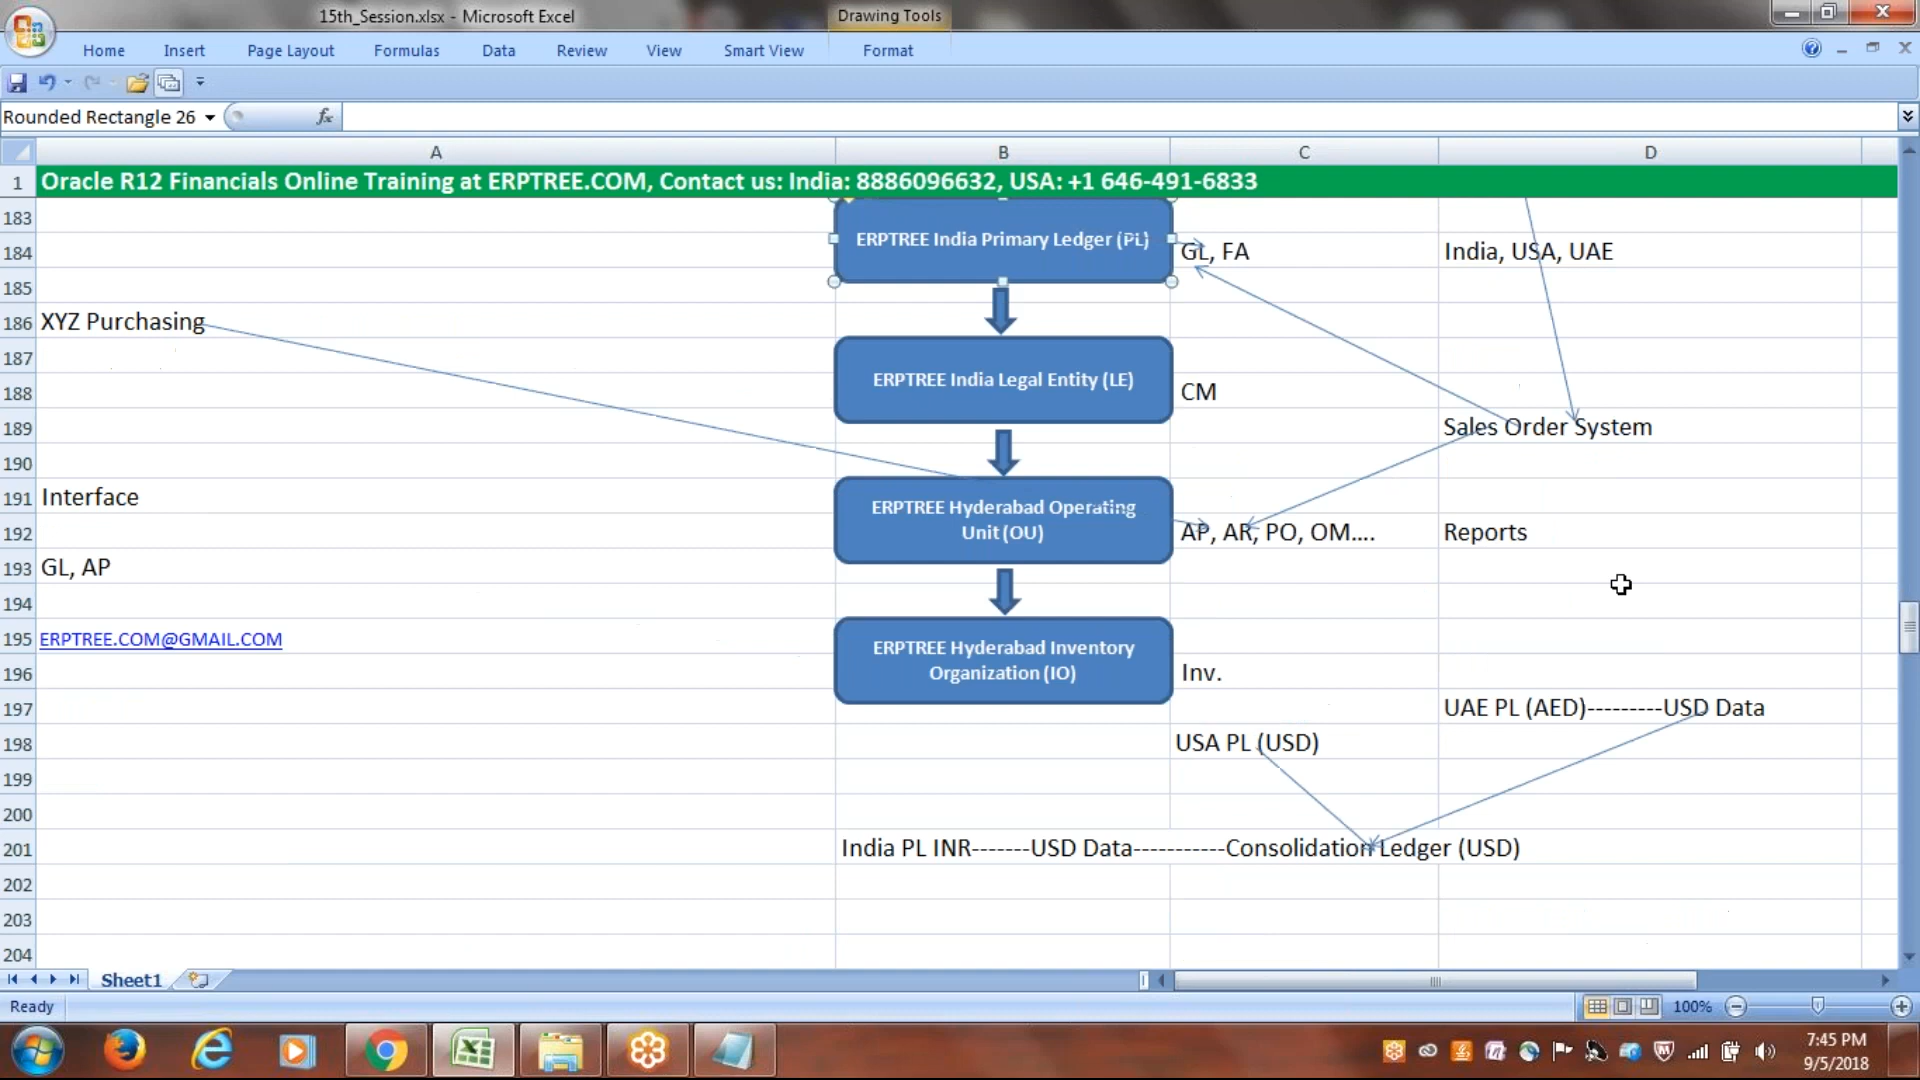 15th_Session.xlsx - Microsoft Excel
Drawing Tools
Home Insert Page Layout Formulas Data Review View Smart View Format
Rounded Rectangle 26
fx
A B C D
1 Oracle R12 Financials Online Training at ERPTREE.COM, Contact us: India: 8886096632, USA: +1 646-491-6833
183
ERPTREE India Primary Ledger (PL)
184 GL, FA India, USA, UAE
185
186 XYZ Purchasing
187
ERPTREE India Legal Entity (LE)
188 CM
189 Sales Order System
190
191 Interface
ERPTREE Hyderabad Operating
Unit (OU)
192 AP, AR, PO, OM.... Reports
193 GL, AP
194
195 ERPTREE.COM@GMAIL.COM
ERPTREE Hyderabad Inventory
Organization (IO)
196 Inv.
197 UAE PL (AED)---------USD Data
198 USA PL (USD)
199
200
201 India PL INR-------USD Data-----------Consolidation Ledger (USD)
202
203
204
Sheet1
Ready
100%
7:45 PM
9/5/2018